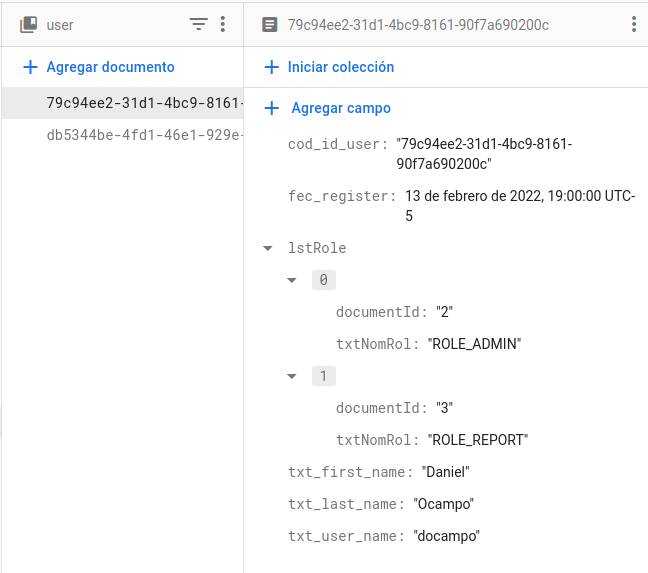 user
79c94ee2-31d1-4bc9-8161-90f7a690200c
Agregar documento
Iniciar colección
79c94ee2-31d1-4bc9-8161-
Agregar campo
db5344be-4fd1-46e1-929e-
cod_id_user: "79c94ee2-31d1-4bc9-8161-
90f7a690200c"
fec_register: 13 de febrero de 2022, 19:00:00 UTC-
5
lstRole
0
documentId: "2"
txtNomRol: "ROLE_ADMIN"
1
documentId: "3"
txtNomRol: "ROLE_REPORT"
txt_first_name: "Daniel"
txt_last_name: "Ocampo"
txt_user_name: "docampo"